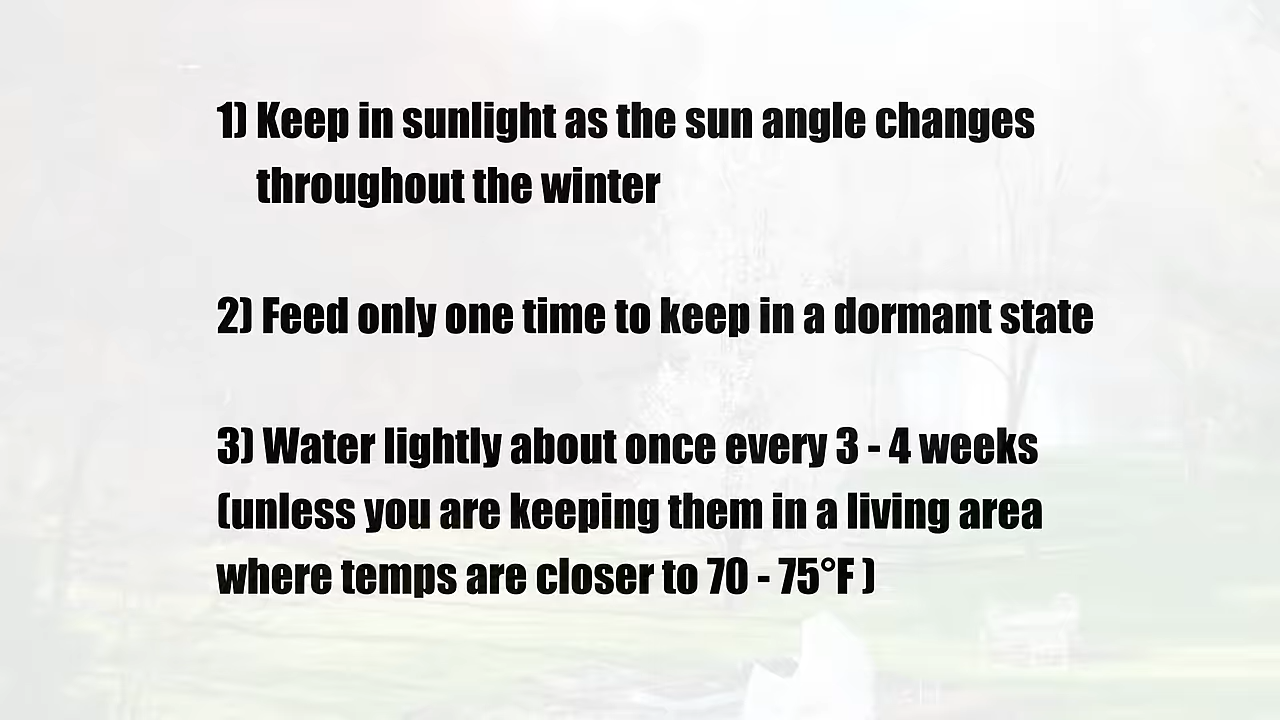 1) Keep in sunlight as the sun angle changes
throughout the winter
2) Feed only one time to keep in a dormant state
3) Water lightly about once every 3 - 4 weeks
(unless you are keeping them in a living area
where temps are closer to 70 - 75°F )